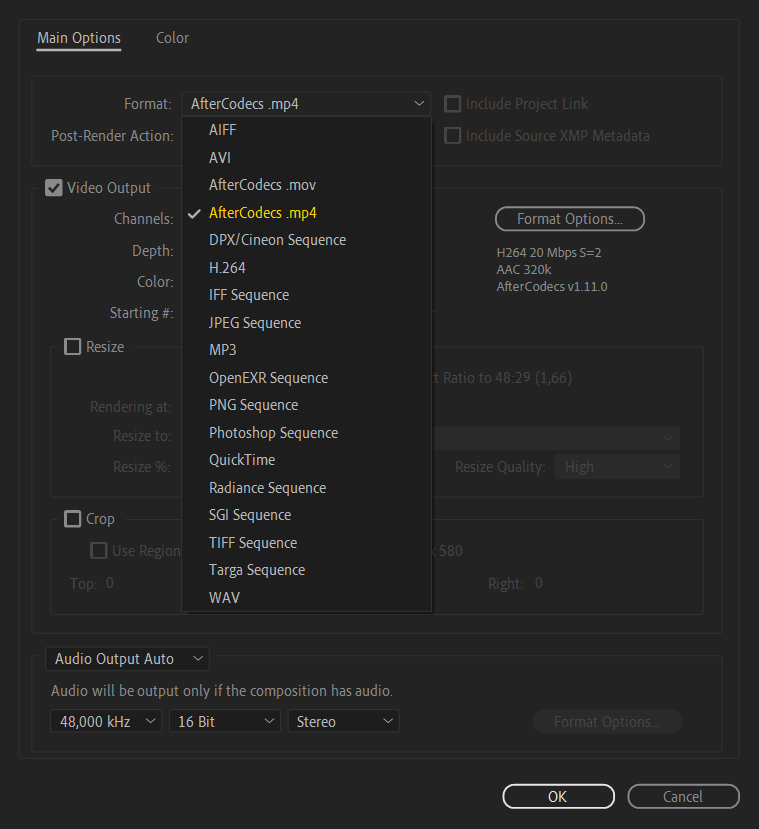 Main Options Color
Format: AfterCodecs .mp4 Include Project Link
AIFF
Post-Render Action: Include Source XMP Metadata
AVI
AfterCodecs .mov
Video Output
AfterCodecs .mp4
Channels: Format Options...
DPX/Cineon Sequence
Depth: H264 20 Mbps S=2
H.264 AAC 320k
Color: AfterCodecs v1.11.0
IFF Sequence
Starting #:
JPEG Sequence
Resize
MP3
OpenEXR Sequence ct Ratio to 48:29 (1,66)
Rendering at:
PNG Sequence
Resize to:
Photoshop Sequence
QuickTime
Resize %: Resize Quality: High
Radiance Sequence
SGI Sequence
Crop
TIFF Sequence
Use Region x 580
Targa Sequence
Top: 0 Right: 0
WAV
Audio Output Auto
Audio will be output only if the composition has audio.
48,000 kHz 16 Bit Stereo Format Options...
OK Cancel